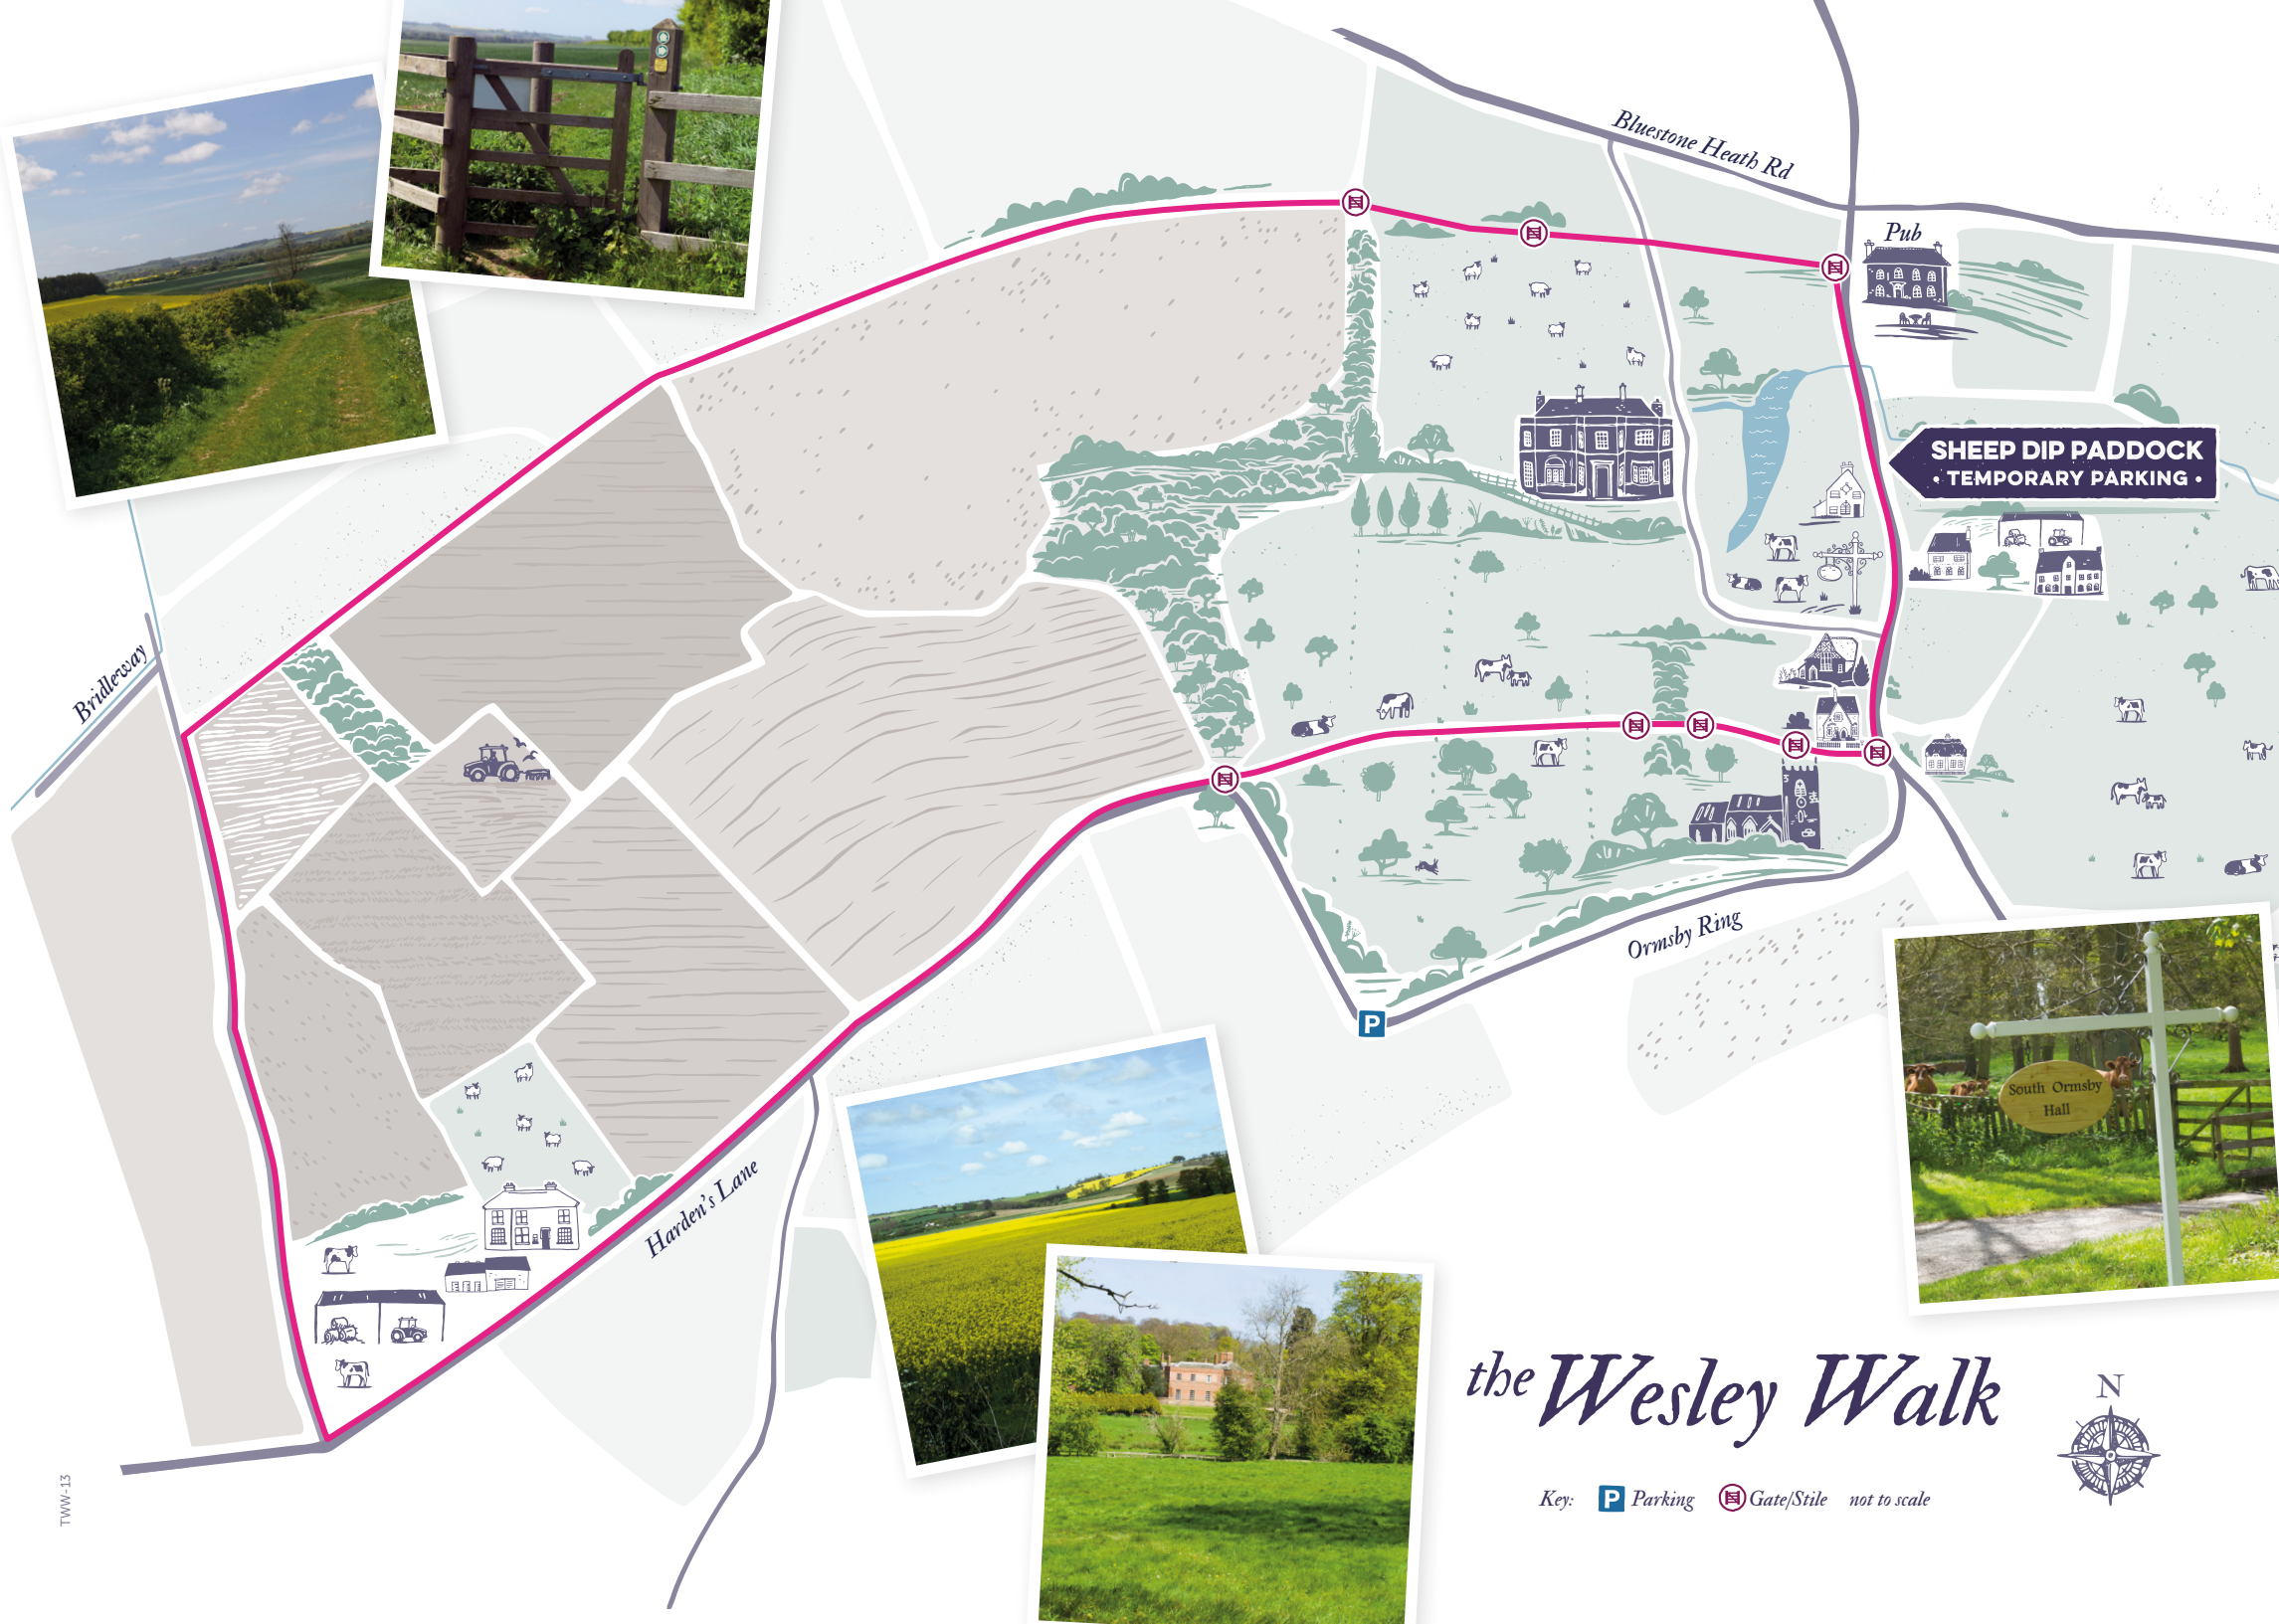 Bluestone Heath Rd
Pub
SHEEP DIP PADDOCK
• TEMPORARY PARKING •
Bridleway
Ormsby Ring
Harden's Lane
P
South Ormsby
Hall
the Wesley Walk
N
Key: P Parking Gate/Stile not to scale
TWW-13